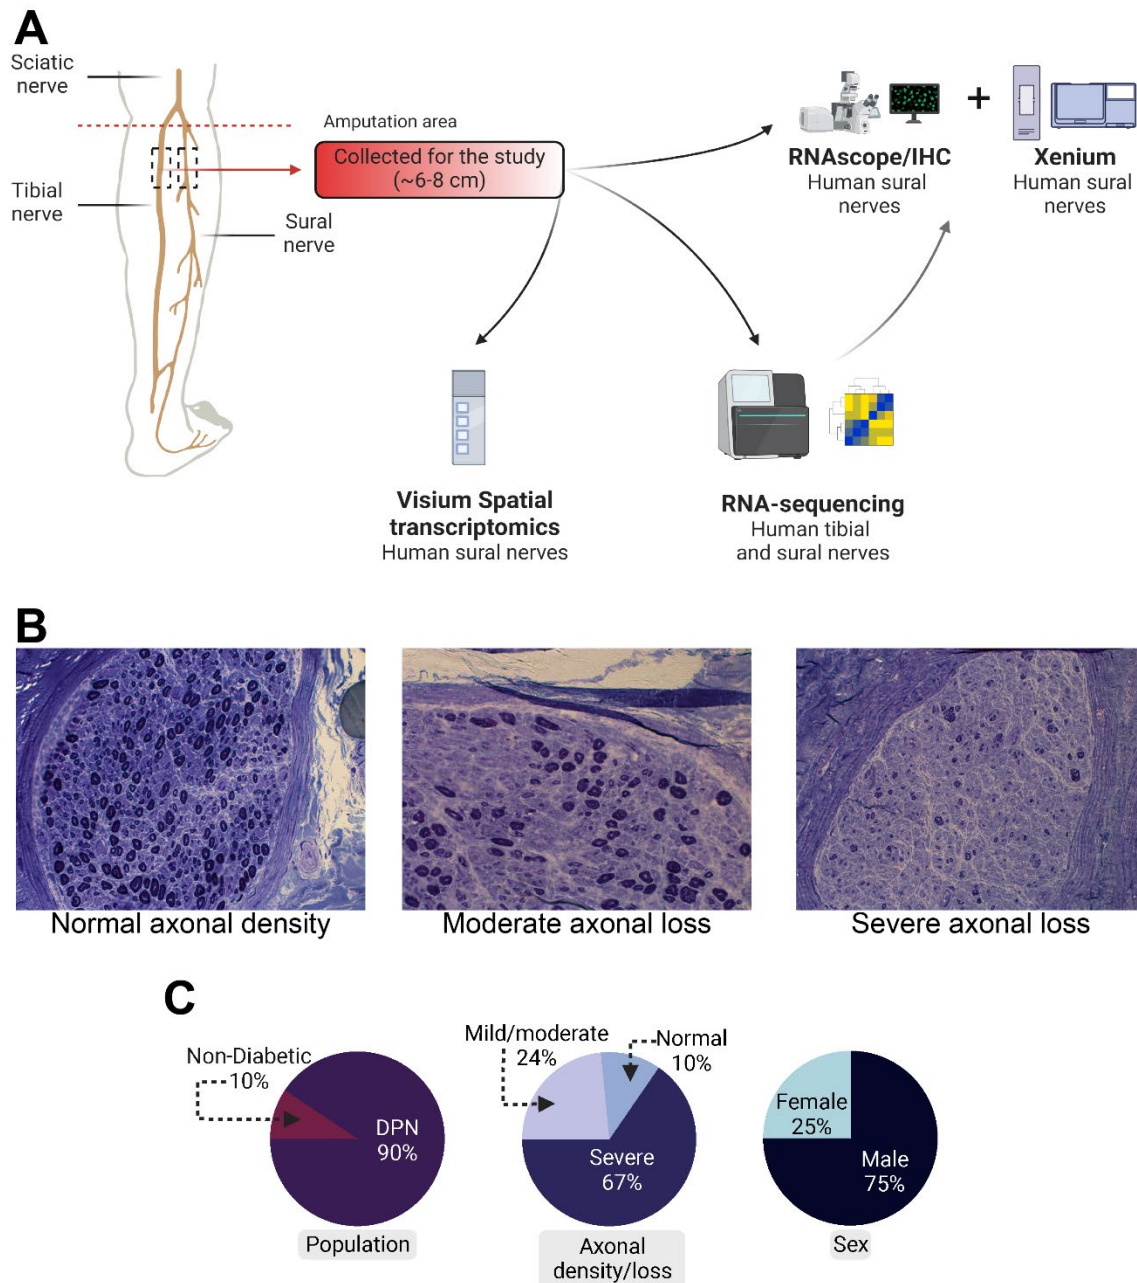 A
Sciatic
nerve
Tibial
nerve
Sural
nerve
Amputation area
Collected for the study
(~6-8 cm)
RNAscope/IHC
Human sural
nerves
+
Xenium
Human sural
nerves
Visium Spatial
transcriptomics
Human sural nerves
RNA-sequencing
Human tibial
and sural nerves
B
Normal axonal density
Moderate axonal loss
Severe axonal loss
C
Non-Diabetic
10%
DPN
90%
Population
Mild/moderate
24%
Normal
10%
Severe
67%
Axonal
density/loss
Female
25%
Male
75%
Sex